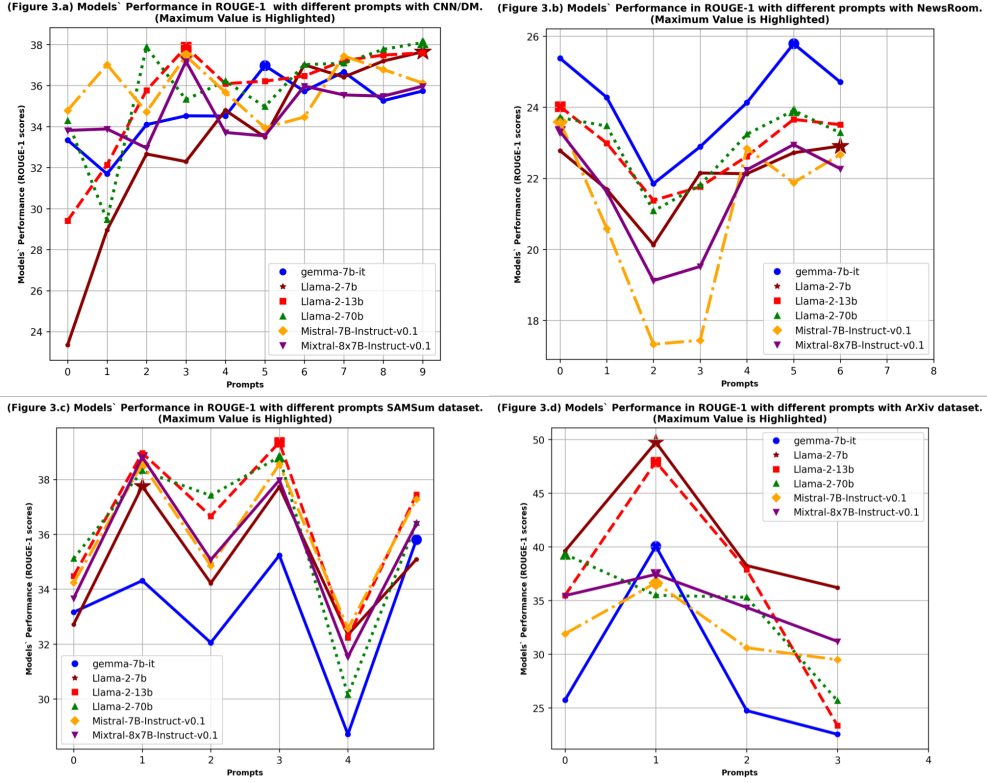 (Figure 3.a) Models` Performance in ROUGE-1  with different prompts with CNN/DM.
(Maximum Value is Highlighted)
Models` Performance (ROUGE-1 scores)
38
36
34
32
30
28
26
24
0 1 2 3 4 5 6 7 8 9
Prompts
gemma-7b-it
Llama-2-7b
Llama-2-13b
Llama-2-70b
Mistral-7B-Instruct-v0.1
Mixtral-8x7B-Instruct-v0.1
(Figure 3.b) Models` Performance in ROUGE-1 with different prompts with NewsRoom.
(Maximum Value is Highlighted)
Models` Performance (ROUGE-1 scores)
26
24
22
20
18
0 1 2 3 4 5 6 7 8
Prompts
gemma-7b-it
Llama-2-7b
Llama-2-13b
Llama-2-70b
Mistral-7B-Instruct-v0.1
Mixtral-8x7B-Instruct-v0.1
(Figure 3.c) Models` Performance in ROUGE-1 with different prompts SAMSum dataset.
(Maximum Value is Highlighted)
Models` Performance (ROUGE-1 scores)
38
36
34
32
30
0 1 2 3 4
Prompts
gemma-7b-it
Llama-2-7b
Llama-2-13b
Llama-2-70b
Mistral-7B-Instruct-v0.1
Mixtral-8x7B-Instruct-v0.1
(Figure 3.d) Models` Performance in ROUGE-1 with different prompts with ArXiv dataset.
(Maximum Value is Highlighted)
Models` Performance (ROUGE-1 scores)
50
45
40
35
30
25
0 1 2 3 4
Prompts
gemma-7b-it
Llama-2-7b
Llama-2-13b
Llama-2-70b
Mistral-7B-Instruct-v0.1
Mixtral-8x7B-Instruct-v0.1